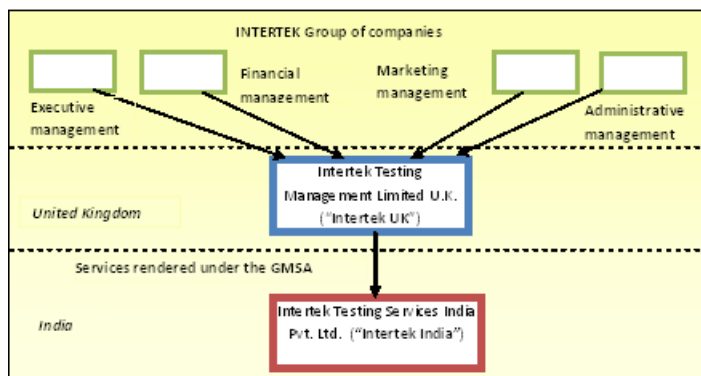 INTERTEK Group of companies
Financial
management
Marketing
management
Executive
management
Administrative
management
Intertek Testing
Management Limited U.K.
("Intertek UK")
United Kingdom
Services rendered under the GMSA
Intertek Testing Services India
Pvt. Ltd. ("Intertek India")
India